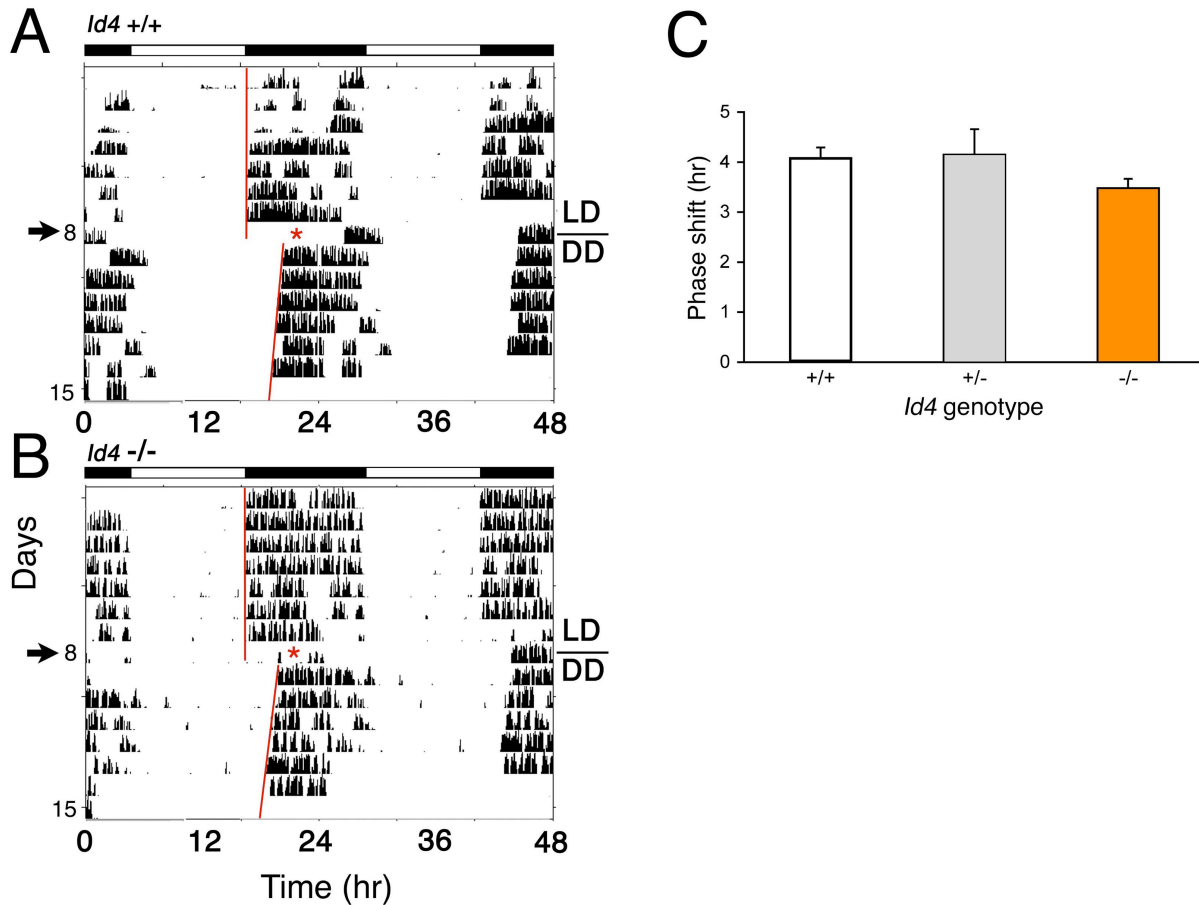 A
Id4 +/+
8
*
LD
DD
15
0 12 24 36 48
B
Id4 -/-
Days
8
*
LD
DD
15
0 12 24 36 48
Time (hr)
C
Phase shift (hr)
5
4
3
2
1
0
+/+ +/- -/-
Id4 genotype